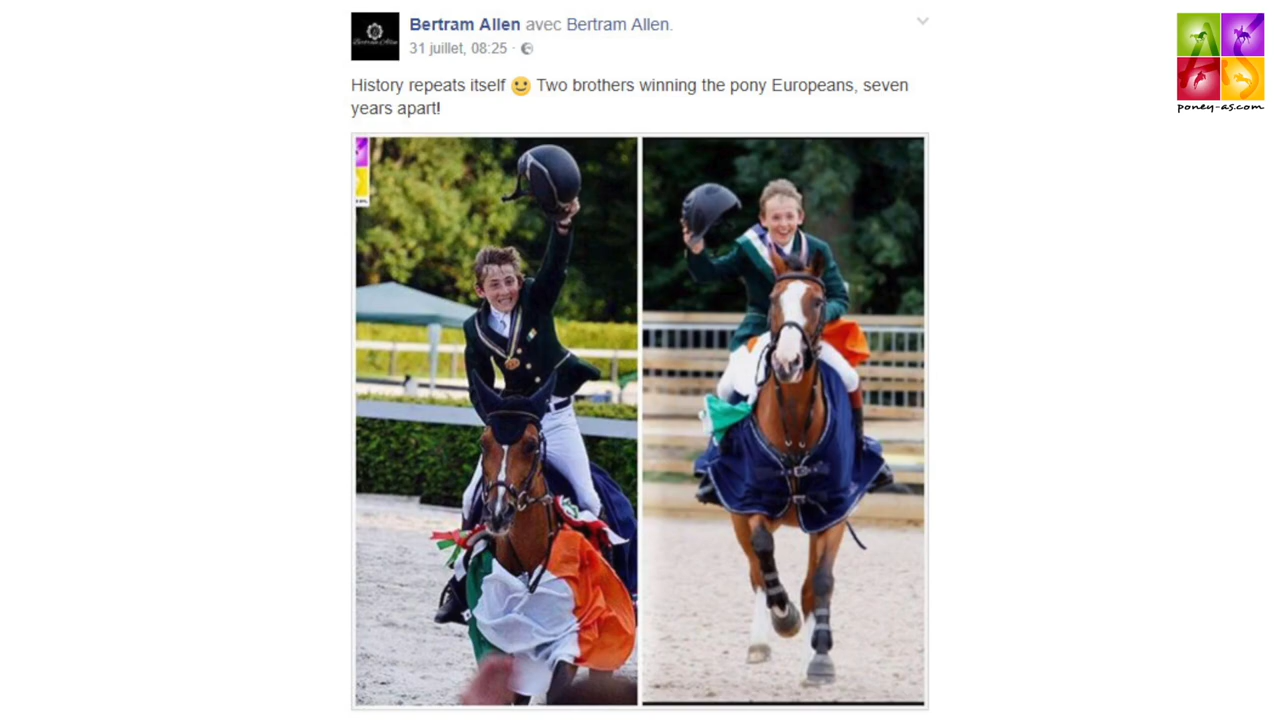 Bertram Allen avec Bertram Allen.
31 juillet, 08:25 ·
History repeats itself 🙂 Two brothers winning the pony Europeans, seven
years apart!
poney-as.com